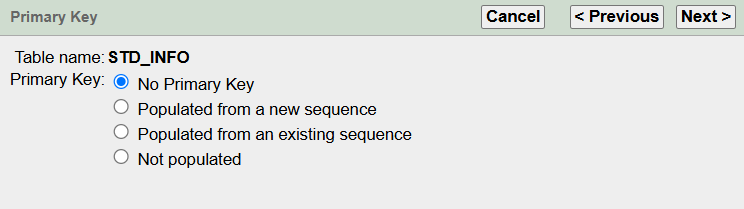 Primary Key Cancel < Previous Next >
Table name: STD_INFO
Primary Key: No Primary Key
Populated from a new sequence
Populated from an existing sequence
Not populated